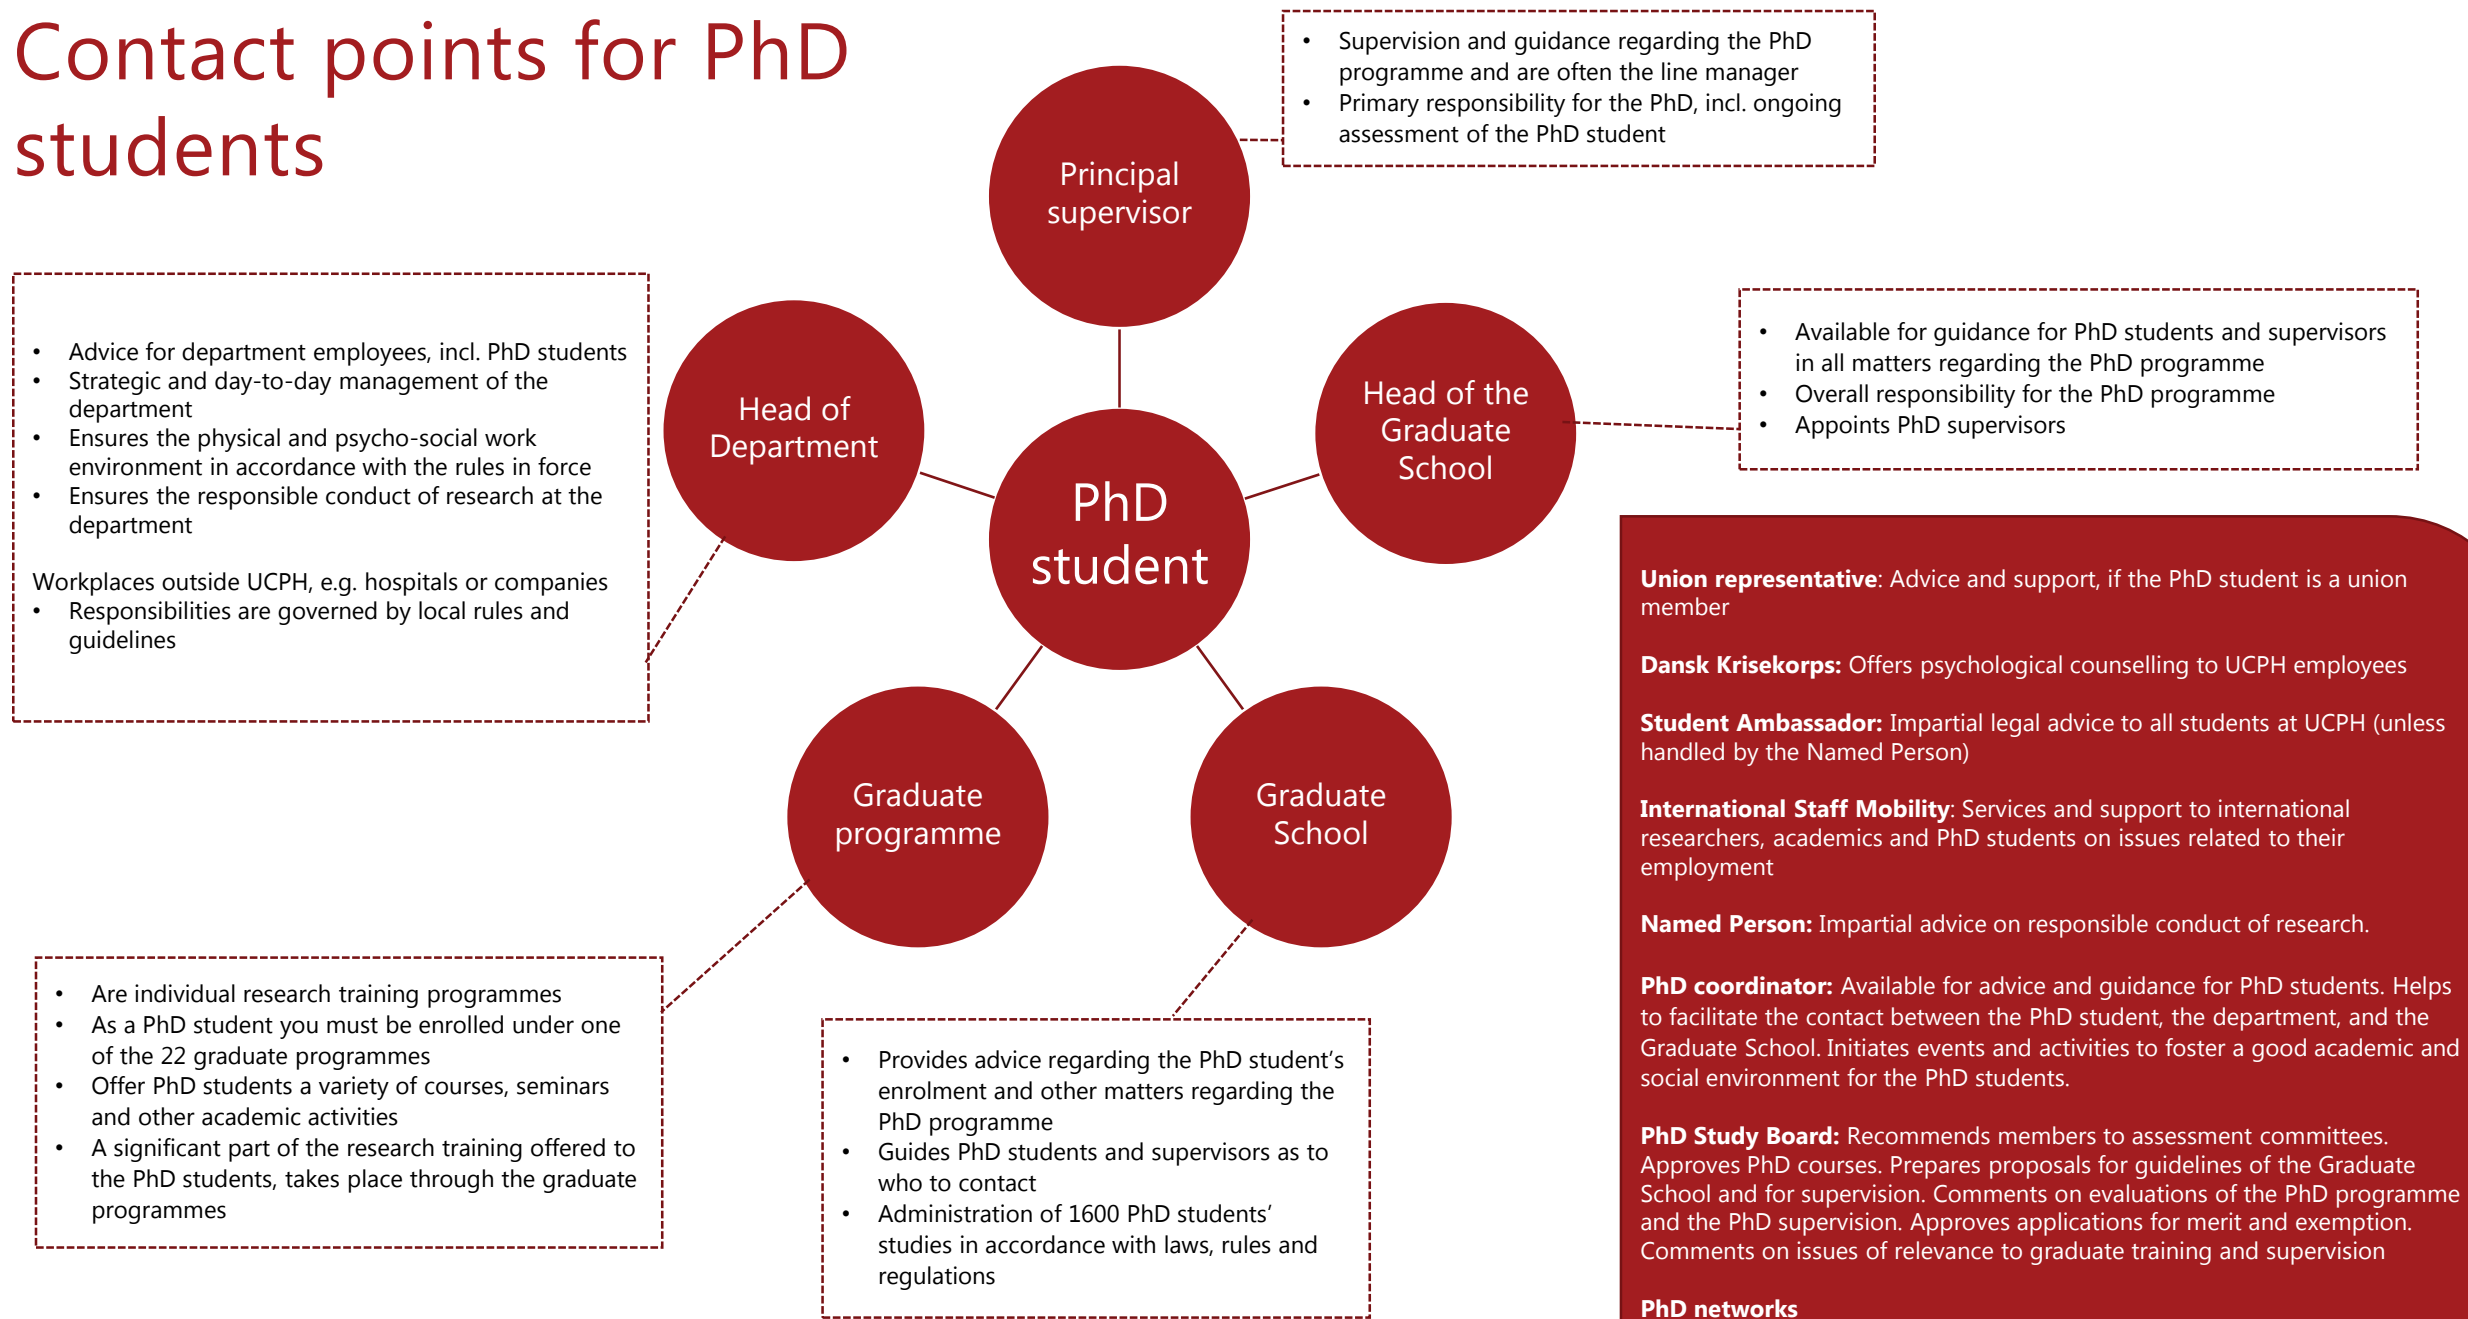 Contact points for PhD
students
• Supervision and guidance regarding the PhD
programme and are often the line manager
• Primary responsibility for the PhD, incl. ongoing
assessment of the PhD student
Principal
supervisor
• Advice for department employees, incl. PhD students
• Strategic and day-to-day management of the
department
• Ensures the physical and psycho-social work
environment in accordance with the rules in force
• Ensures the responsible conduct of research at the
department
Workplaces outside UCPH, e.g. hospitals or companies
• Responsibilities are governed by local rules and
guidelines
Head of
Department
Head of the
Graduate
School
• Available for guidance for PhD students and supervisors
in all matters regarding the PhD programme
• Overall responsibility for the PhD programme
• Appoints PhD supervisors
PhD
student
Graduate
programme
Graduate
School
• Are individual research training programmes
• As a PhD student you must be enrolled under one
of the 22 graduate programmes
• Offer PhD students a variety of courses, seminars
and other academic activities
• A significant part of the research training offered to
the PhD students, takes place through the graduate
programmes
• Provides advice regarding the PhD student’s
enrolment and other matters regarding the
PhD programme
• Guides PhD students and supervisors as to
who to contact
• Administration of 1600 PhD students’
studies in accordance with laws, rules and
regulations
Union representative: Advice and support, if the PhD student is a union
member
Dansk Krisekorps: Offers psychological counselling to UCPH employees
Student Ambassador: Impartial legal advice to all students at UCPH (unless
handled by the Named Person)
International Staff Mobility: Services and support to international
researchers, academics and PhD students on issues related to their
employment
Named Person: Impartial advice on responsible conduct of research.
PhD coordinator: Available for advice and guidance for PhD students. Helps
to facilitate the contact between the PhD student, the department, and the
Graduate School. Initiates events and activities to foster a good academic and
social environment for the PhD students.
PhD Study Board: Recommends members to assessment committees.
Approves PhD courses. Prepares proposals for guidelines of the Graduate
School and for supervision. Comments on evaluations of the PhD programme
and the PhD supervision. Approves applications for merit and exemption.
Comments on issues of relevance to graduate training and supervision
PhD networks